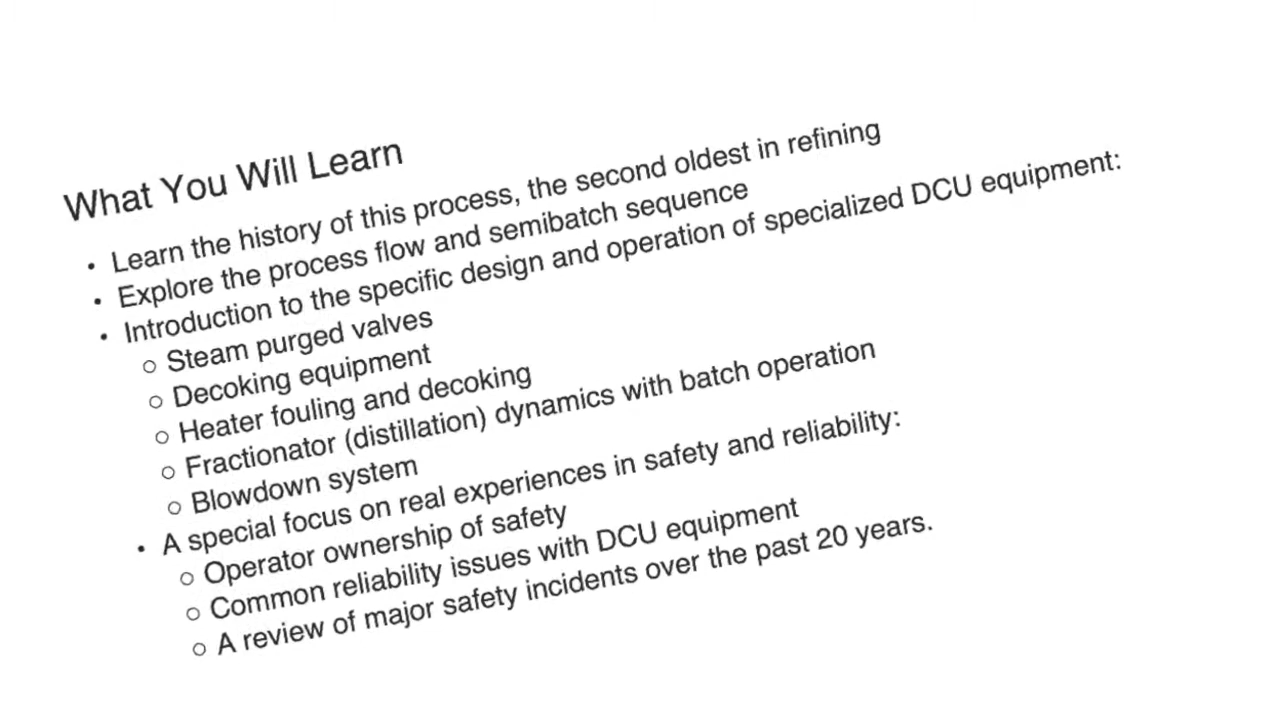 What You Will Learn
• Learn the history of this process, the second oldest in refining
• Explore the process flow and semibatch sequence
• Introduction to the specific design and operation of specialized DCU equipment:
○ Steam purged valves
○ Decoking equipment
○ Heater fouling and decoking
○ Fractionator (distillation) dynamics with batch operation
○ Blowdown system
• A special focus on real experiences in safety and reliability:
○ Operator ownership of safety
○ Common reliability issues with DCU equipment
○ A review of major safety incidents over the past 20 years.